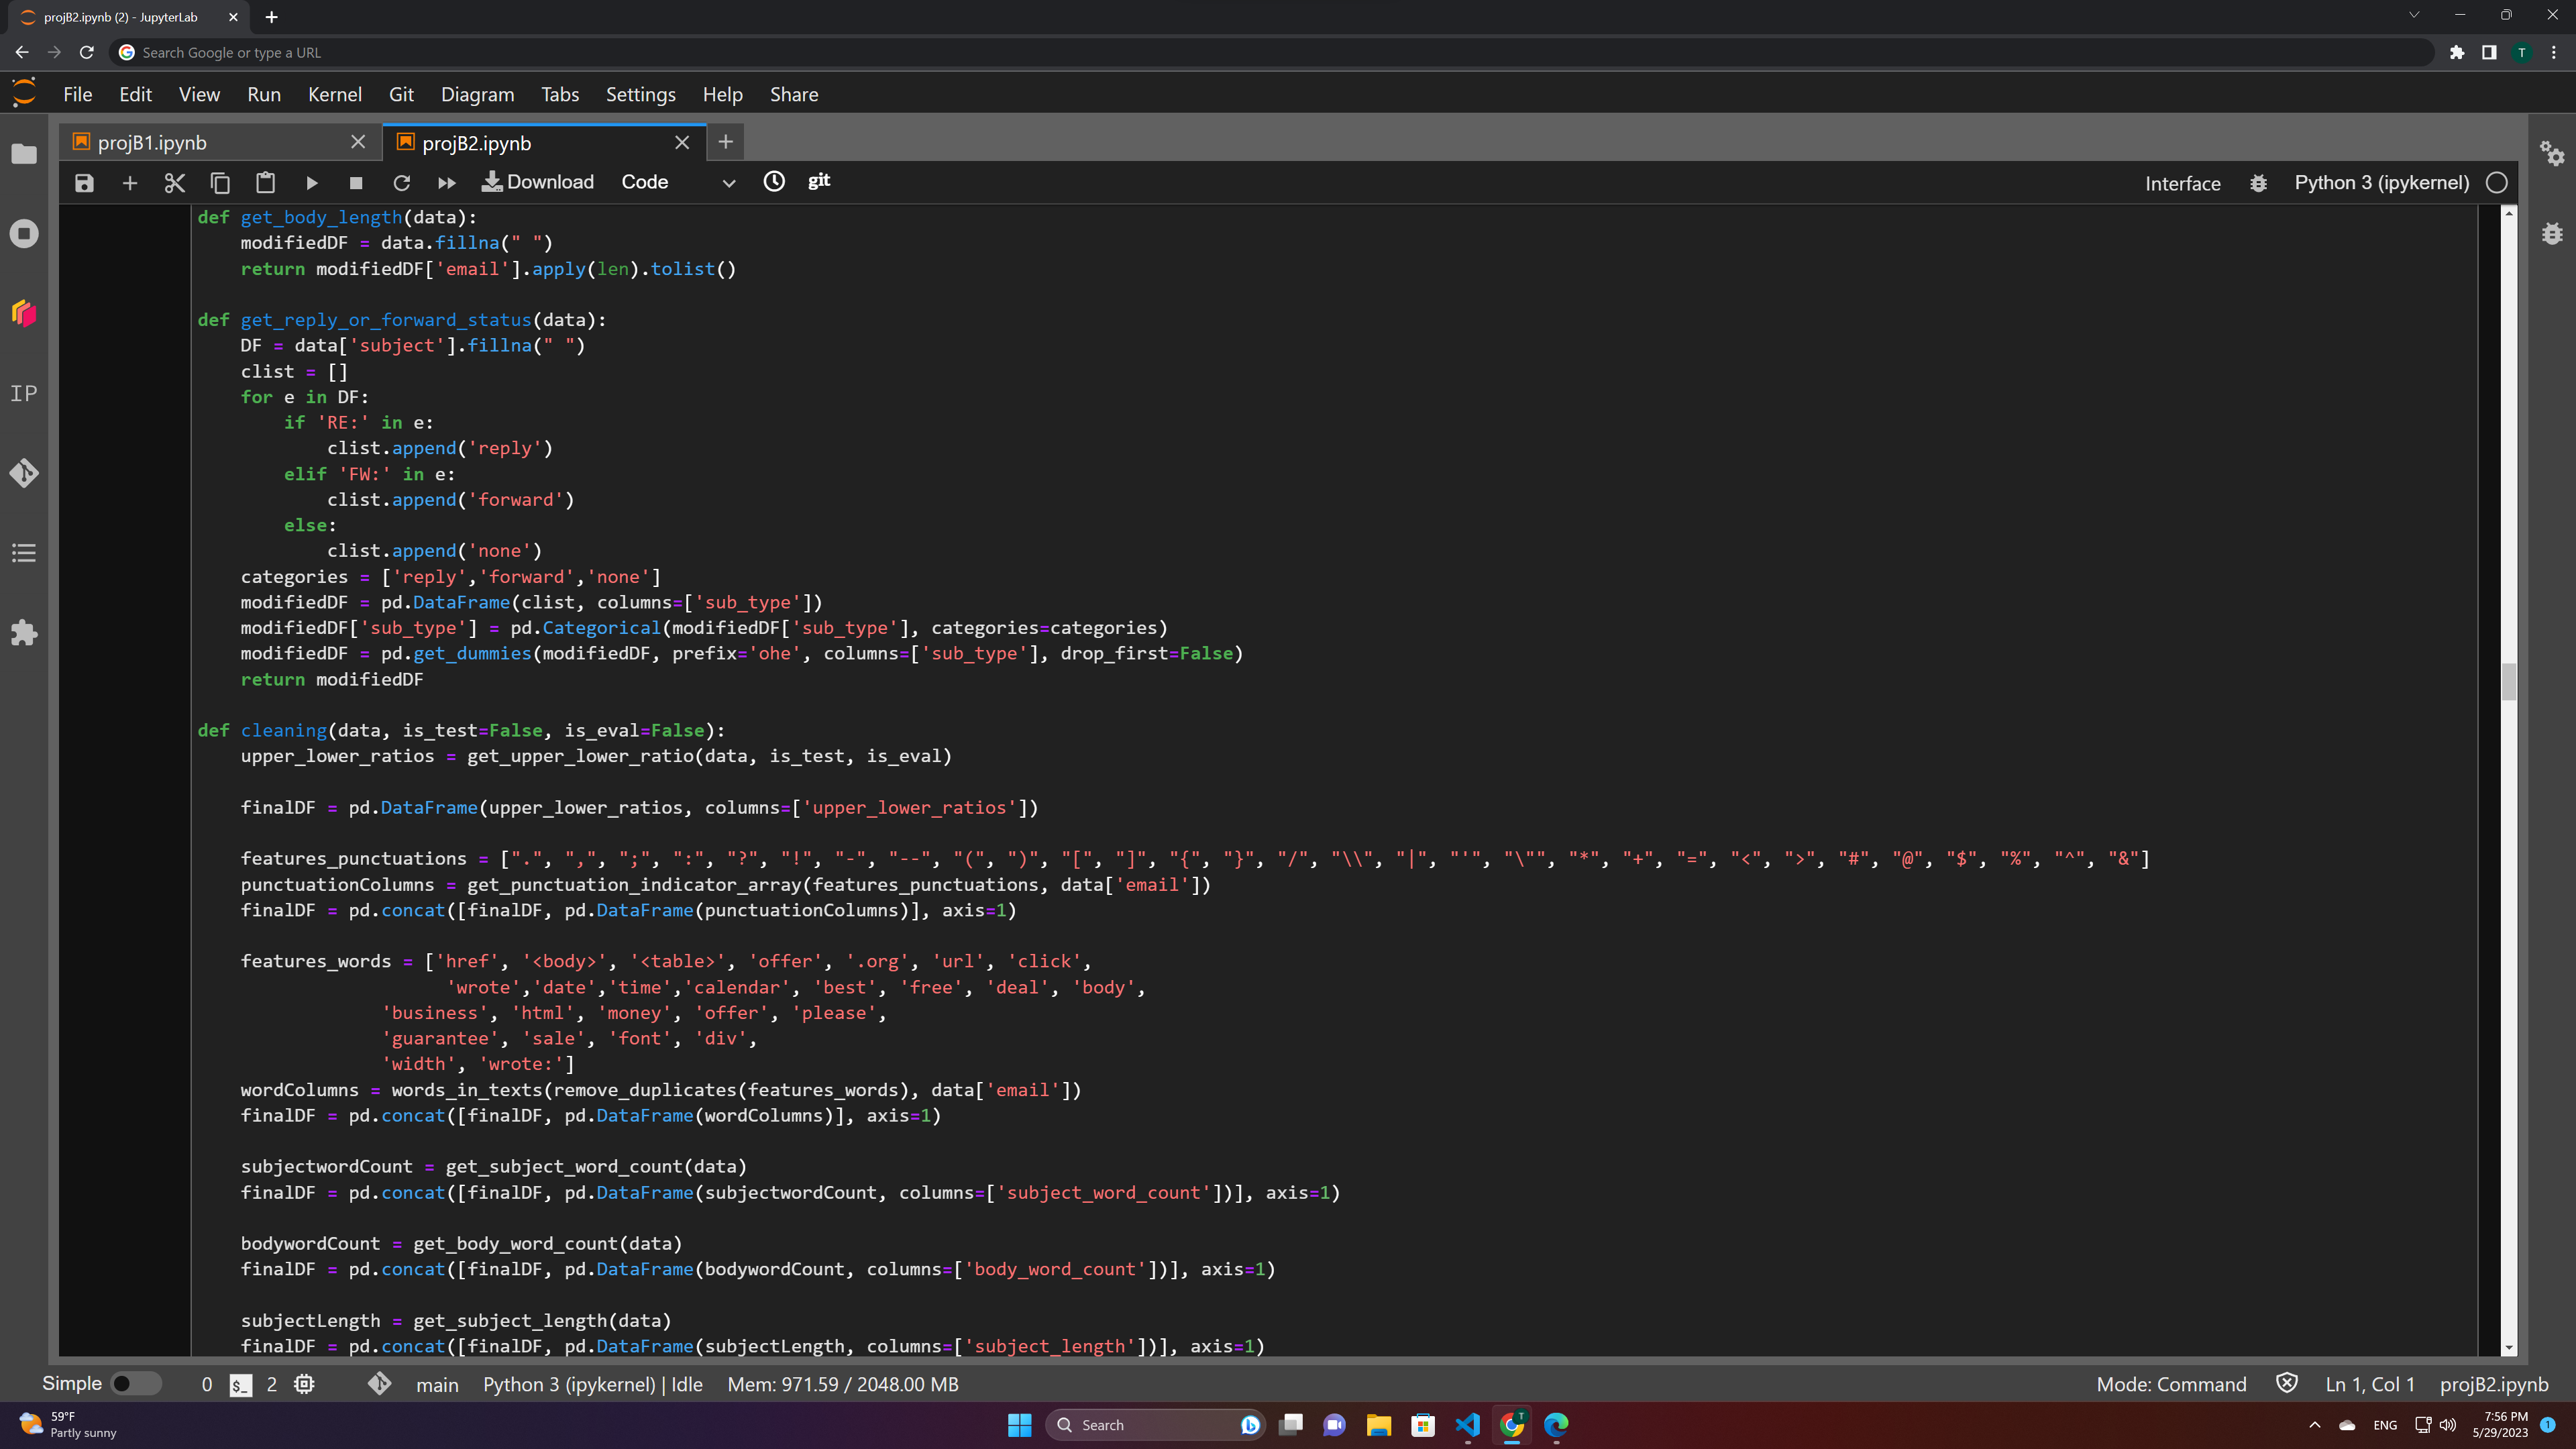 projB2.ipynb (2) - JupyterLab
Search Google or type a URL
T
File Edit View Run Kernel Git Diagram Tabs Settings Help Share
projB1.ipynb
projB2.ipynb
Download Code git Interface Python 3 (ipykernel)
IP
def get_body_length(data):
    modifiedDF = data.fillna(" ")
    return modifiedDF['email'].apply(len).tolist()
def get_reply_or_forward_status(data):
    DF = data['subject'].fillna(" ")
    clist = []
    for e in DF:
        if 'RE:' in e:
            clist.append('reply')
        elif 'FW:' in e:
            clist.append('forward')
        else:
            clist.append('none')
    categories = ['reply','forward','none']
    modifiedDF = pd.DataFrame(clist, columns=['sub_type'])
    modifiedDF['sub_type'] = pd.Categorical(modifiedDF['sub_type'], categories=categories)
    modifiedDF = pd.get_dummies(modifiedDF, prefix='ohe', columns=['sub_type'], drop_first=False)
    return modifiedDF
def cleaning(data, is_test=False, is_eval=False):
    upper_lower_ratios = get_upper_lower_ratio(data, is_test, is_eval)
    finalDF = pd.DataFrame(upper_lower_ratios, columns=['upper_lower_ratios'])
    features_punctuations = [".", ",", ";", ":", "?", "!", "-", "--", "(", ")", "[", "]", "{", "}", "/", "\\", "|", "'", "\"", "*", "+", "=", "<", ">", "#", "@", "$", "%", "^", "&"]
    punctuationColumns = get_punctuation_indicator_array(features_punctuations, data['email'])
    finalDF = pd.concat([finalDF, pd.DataFrame(punctuationColumns)], axis=1)
    features_words = ['href', '<body>', '<table>', 'offer', '.org', 'url', 'click',
                       'wrote','date','time','calendar', 'best', 'free', 'deal', 'body',
                 'business', 'html', 'money', 'offer', 'please',
                 'guarantee', 'sale', 'font', 'div',
                 'width', 'wrote:']
    wordColumns = words_in_texts(remove_duplicates(features_words), data['email'])
    finalDF = pd.concat([finalDF, pd.DataFrame(wordColumns)], axis=1)
    subjectwordCount = get_subject_word_count(data)
    finalDF = pd.concat([finalDF, pd.DataFrame(subjectwordCount, columns=['subject_word_count'])], axis=1)
    bodywordCount = get_body_word_count(data)
    finalDF = pd.concat([finalDF, pd.DataFrame(bodywordCount, columns=['body_word_count'])], axis=1)
    subjectLength = get_subject_length(data)
    finalDF = pd.concat([finalDF, pd.DataFrame(subjectLength, columns=['subject_length'])], axis=1)
Simple 0 $_ 2 main Python 3 (ipykernel) | Idle Mem: 971.59 / 2048.00 MB Mode: Command Ln 1, Col 1 projB2.ipynb
59°F
Partly sunny
Search
T
ENG
7:56 PM
5/29/2023
1